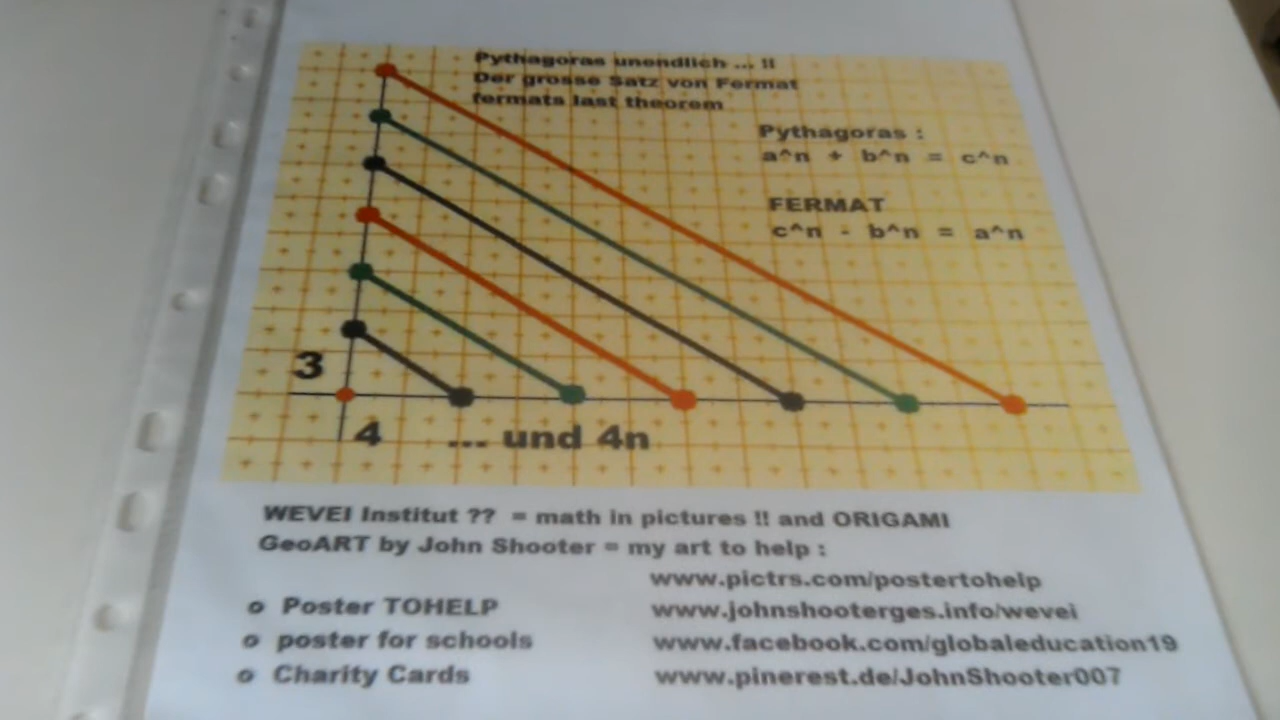 Pythagoras unendlich ... !!
Der grosse Satz von Fermat
fermats last theorem
Pythagoras :
a^n + b^n = c^n
FERMAT
c^n - b^n = a^n
3
4 ... und 4n
WEVEI Institut ?? = math in pictures !! and ORIGAMI
GeoART by John Shooter = my art to help :
www.pictrs.com/postertohelp
o Poster TOHELP www.johnshooterges.info/wevei
o poster for schools www.facebook.com/globaleducation19
o Charity Cards www.pinerest.de/JohnShooter007